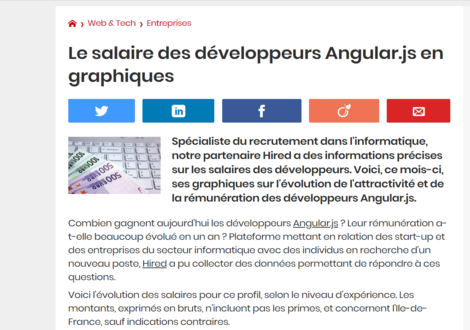 Web & Tech Entreprises
Le salaire des développeurs Angular.js en
graphiques
Spécialiste du recrutement dans l'informatique,
notre partenaire Hired a des informations précises
sur les salaires des développeurs. Voici, ce mois-ci,
ses graphiques sur l'évolution de l'attractivité et de
la rémunération des développeurs Angular.js.
Combien gagnent aujourd'hui les développeurs Angular.js ? Leur rémunération a-
t-elle beaucoup évolué en un an ? Plateforme mettant en relation des start-up et
des entreprises du secteur informatique avec des individus en recherche d'un
nouveau poste, Hired a pu collecter des données permettant de répondre à ces
questions.
Voici l'évolution des salaires pour ce profil, selon le niveau d'expérience. Les
montants, exprimés en bruts, n'incluent pas les primes, et concernent l'Ile-de-
France, sauf indications contraires.